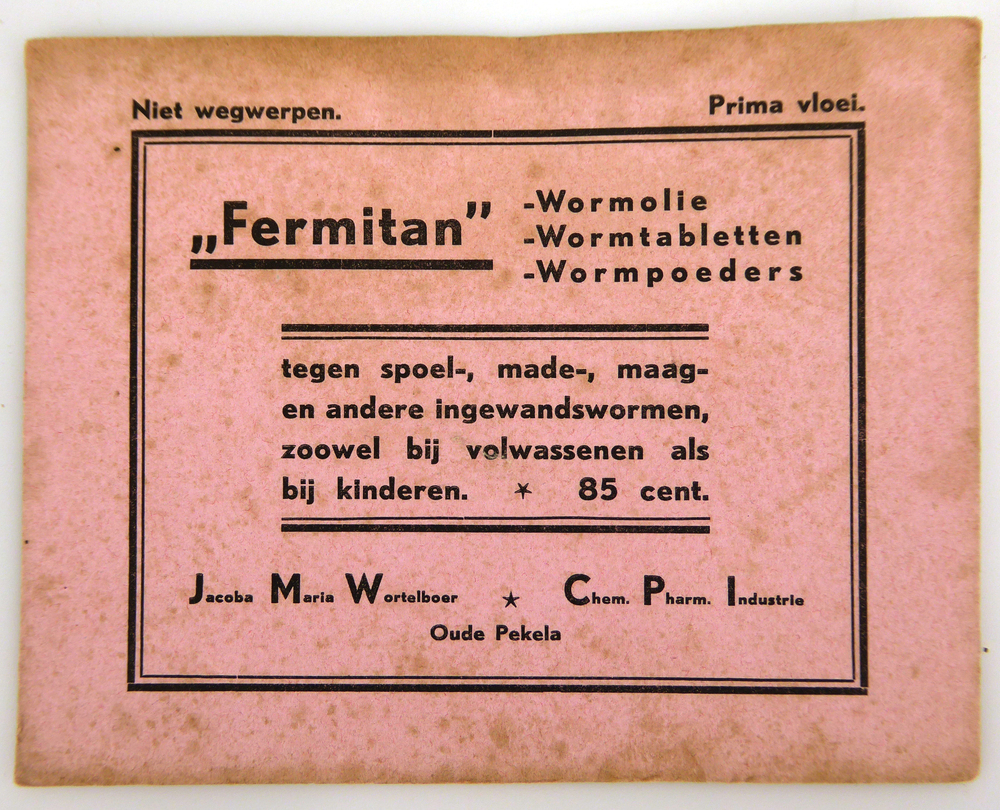 Niet wegwerpen. Prima vloei.
„Fermitan”
-Wormolie
-Wormtabletten
-Wormpoeders
tegen spoel-, made-, maag-
en andere ingewandswormen,
zoowel bij volwassenen als
bij kinderen. * 85 cent.
Jacoba Maria Wortelboer ★ Chem. Pharm. Industrie
Oude Pekela